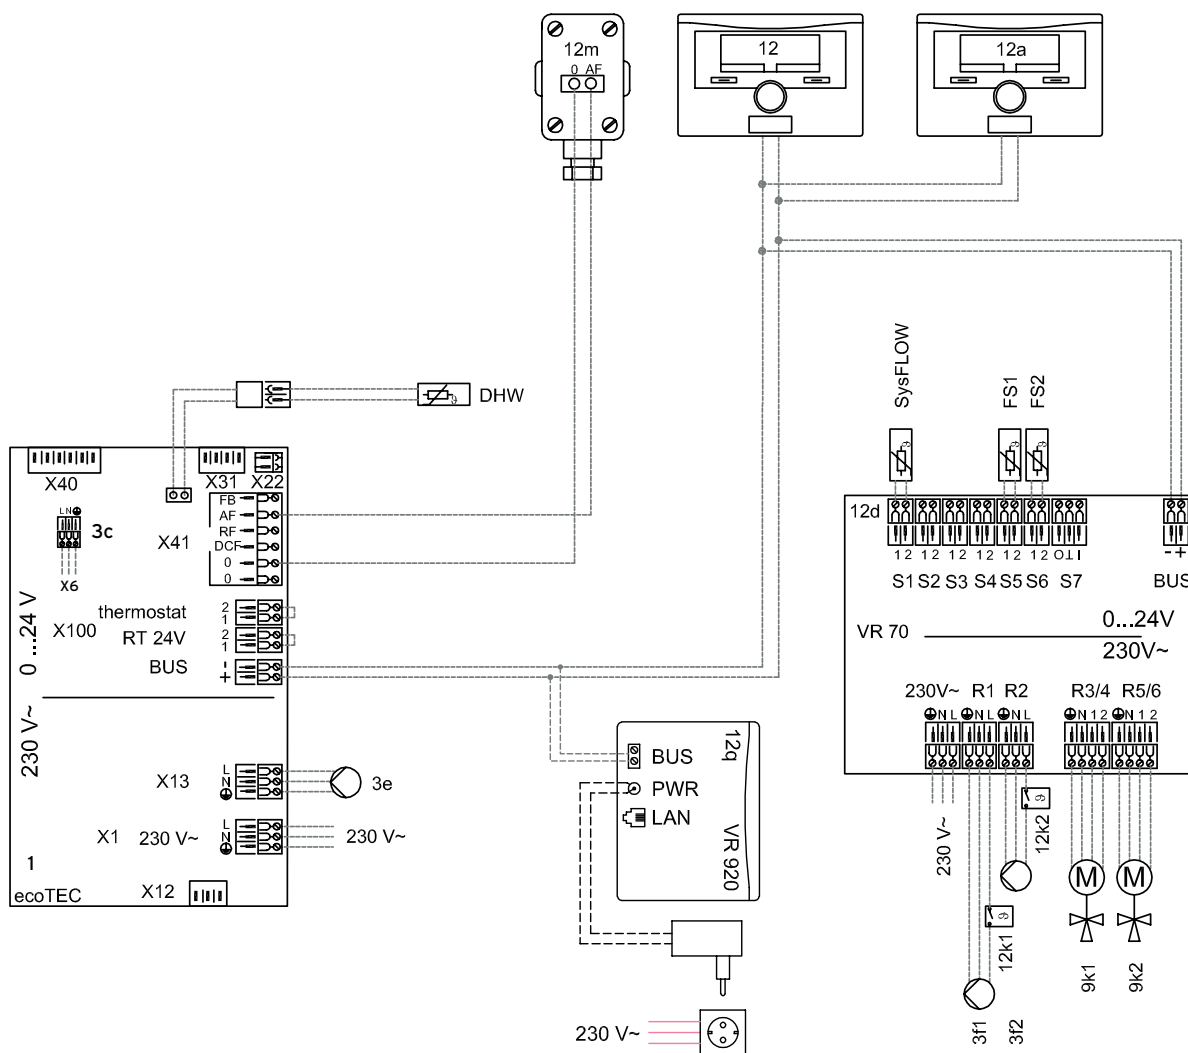 12m
0 AF
12
12a
DHW
SysFLOW
FS1
FS2
X40
X31
X22
L N
3c
X6
X41
FB
AF
RF
DCF
0
0
thermostat
2
1
X100
RT 24V
2
1
BUS
-
+
0 ...24 V
230 V~
X13
L
N
3e
X1
230 V~
L
N
230 V~
1
ecoTEC
X12
12q
BUS
PWR
LAN
VR 920
230 V~
12d
1 2
1 2
1 2
1 2
1 2
1 2
O T I
- +
S1
S2
S3
S4
S5
S6
S7
BUS
VR 70
0...24V
230V~
230V~
R1
R2
R3/4
R5/6
N L
N L
N L
N 1 2
N 1 2
230 V~
12k2
12k1
M
M
9k1
9k2
3f1
3f2